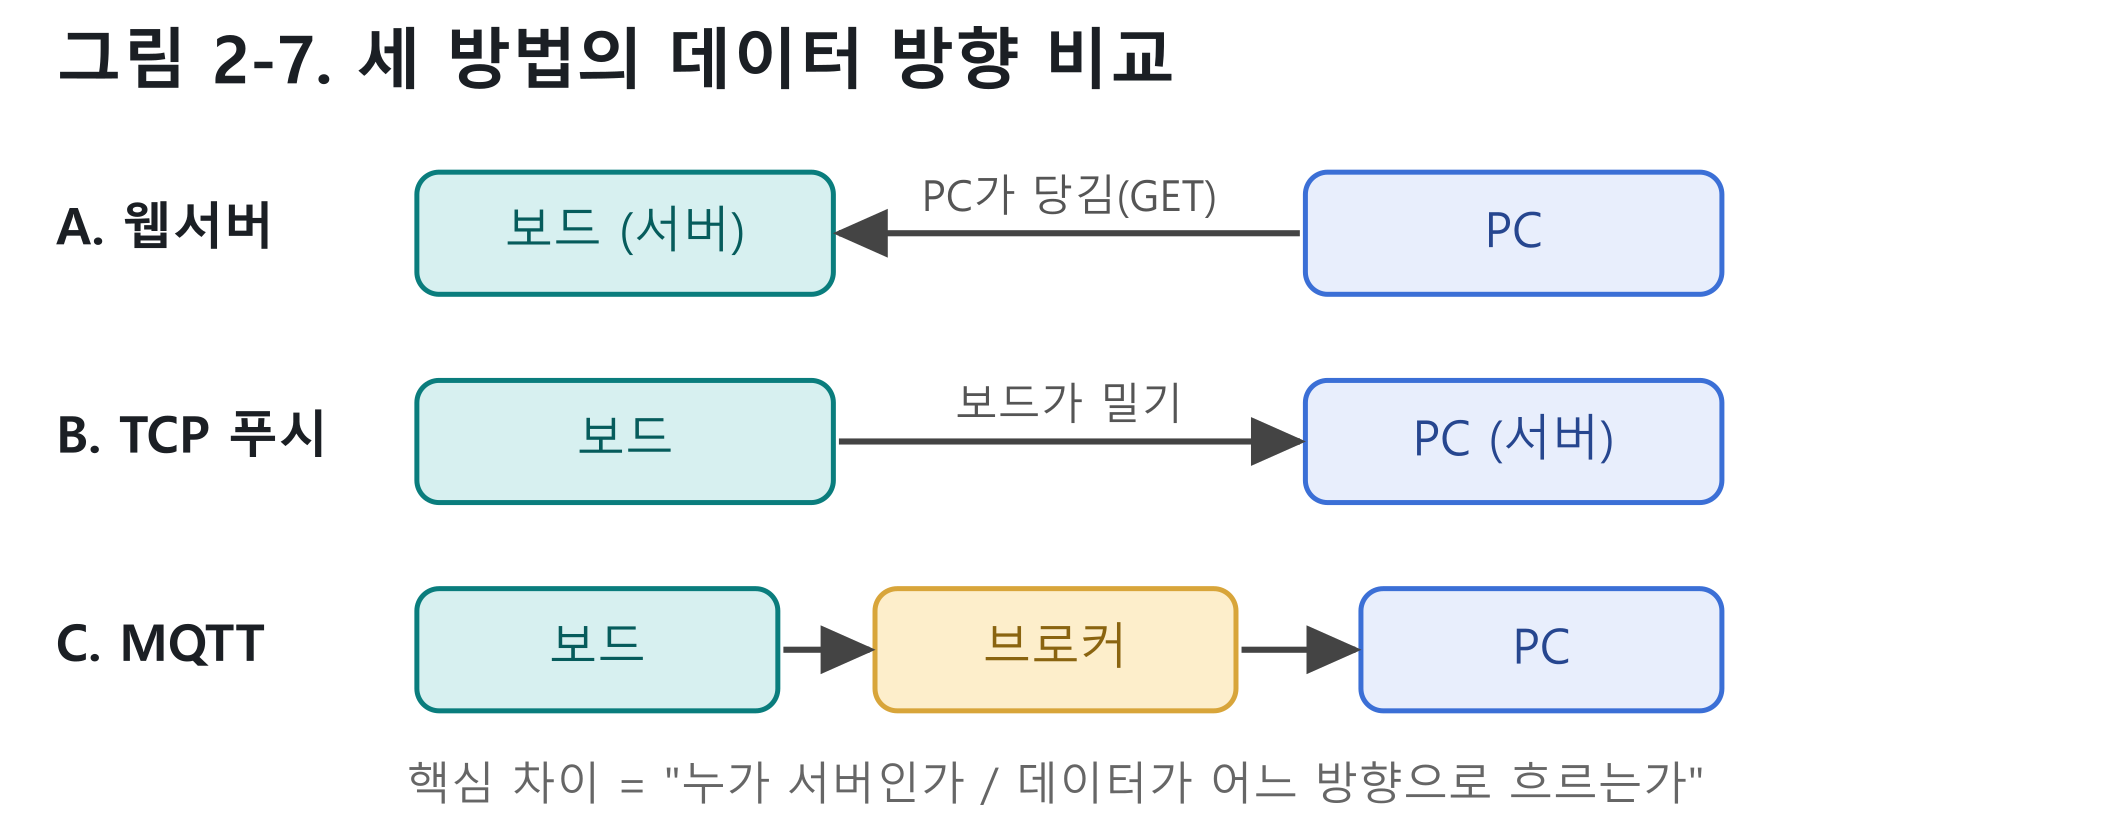 그림 2-7. 세 방법의 데이터 방향 비교
A. 웹서버
보드 (서버)
PC가 당김(GET)
PC
B. TCP 푸시
보드
보드가 밀기
PC (서버)
C. MQTT
보드
브로커
PC
핵심 차이 = "누가 서버인가 / 데이터가 어느 방향으로 흐르는가"